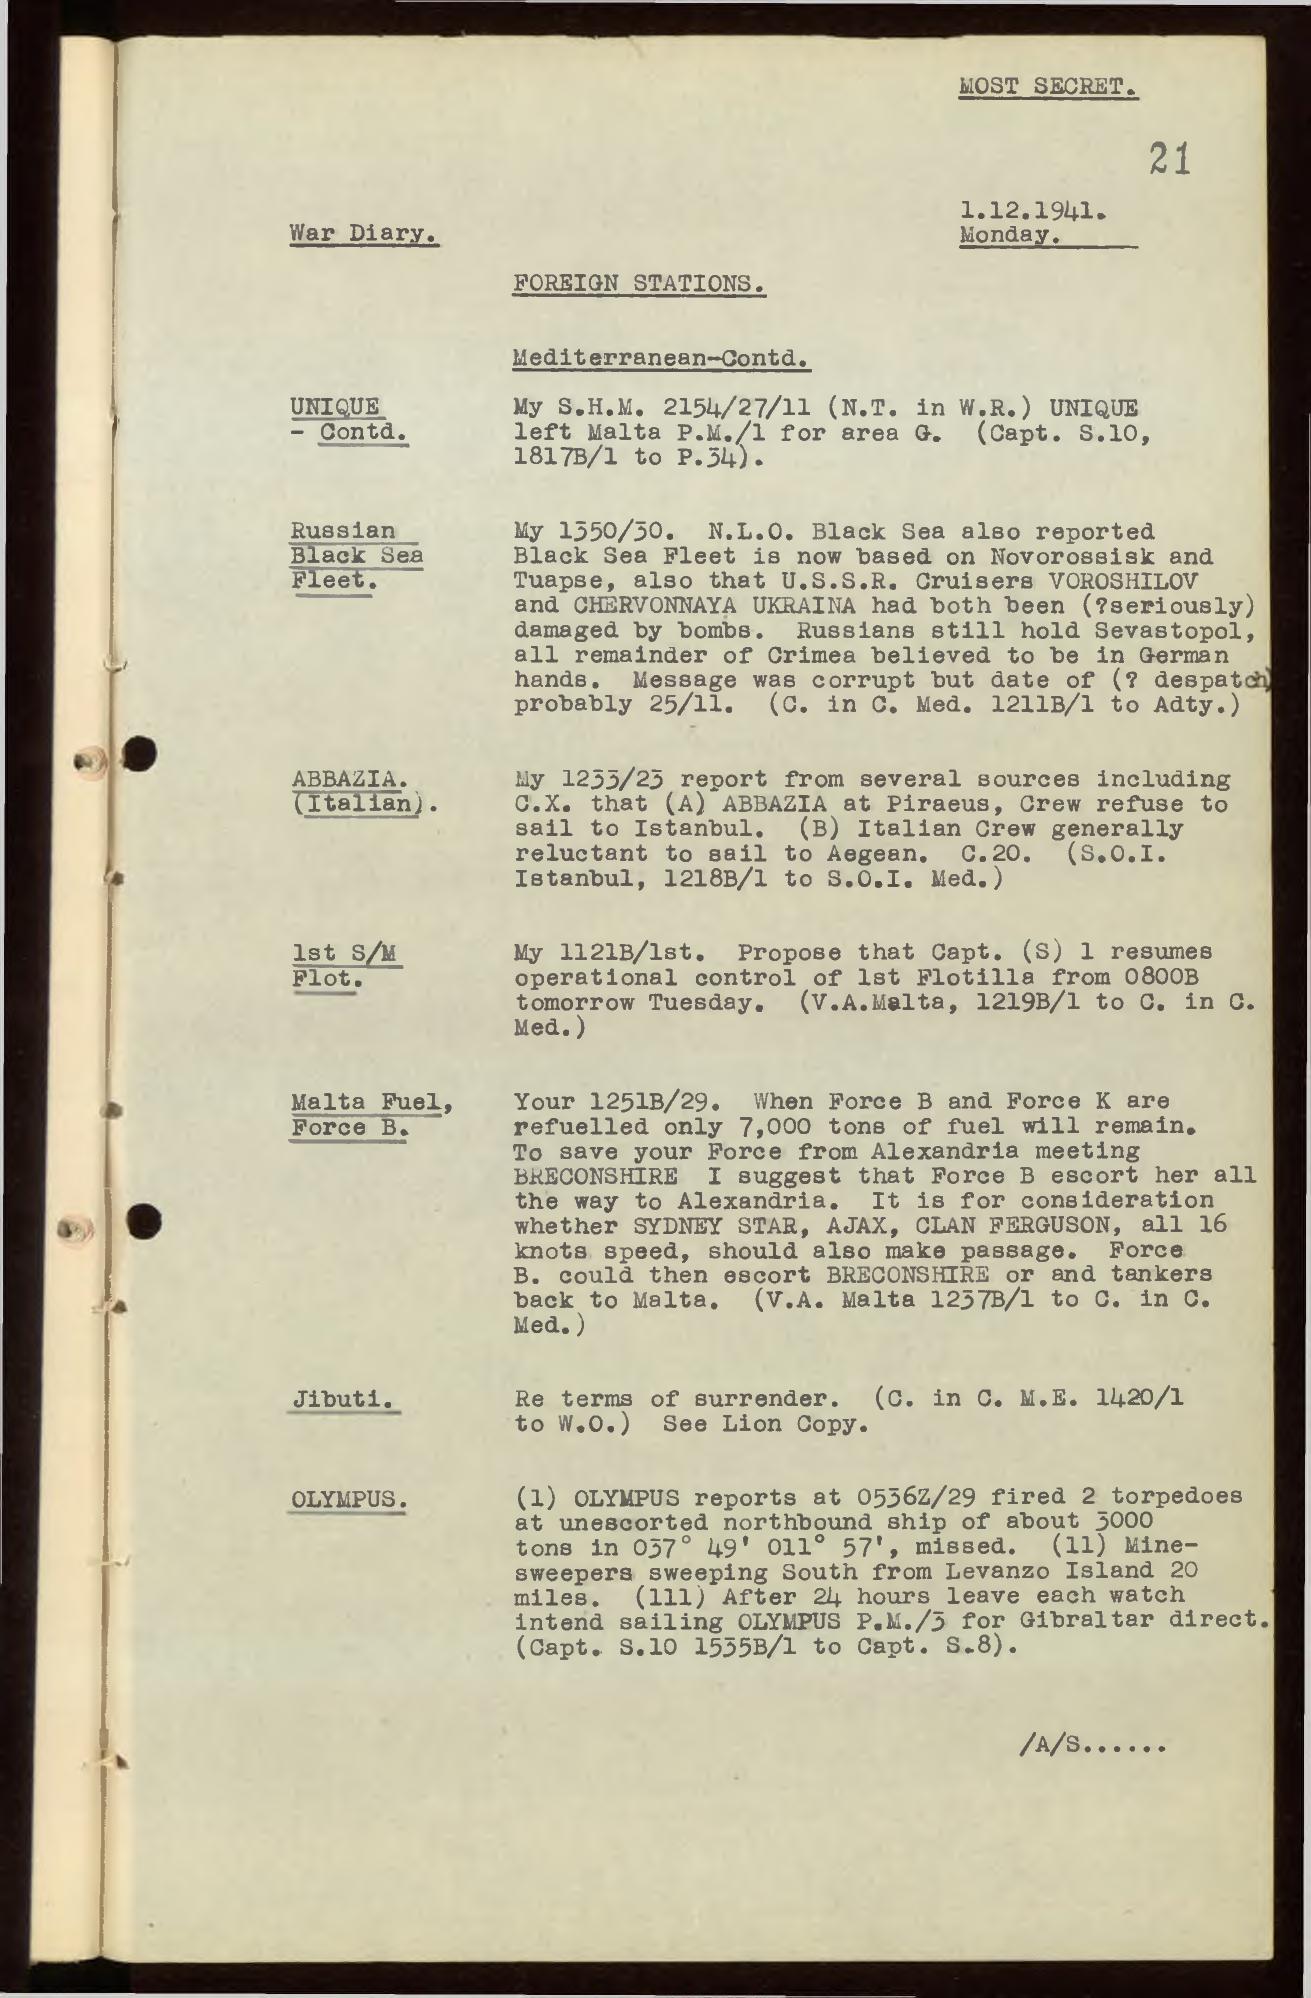 MOST SECRET.
21
1.12.1941.
War Diary.
Monday.
FOREIGN STATIONS.
Mediterranean-Contd.
UNIQUE
- Contd.
My S.H.M. 2154/27/11 (N.T. in W.R.) UNIQUE
left Malta P.M./1 for area G.  (Capt. S.10,
1817B/1 to P.34).
Russian
Black Sea
Fleet.
My 1350/30.  N.L.O. Black Sea also reported
Black Sea Fleet is now based on Novorossisk and
Tuapse, also that U.S.S.R. Cruisers VOROSHILOV
and CHERVONNAYA UKRAINA had both been (?seriously)
damaged by bombs.  Russians still hold Sevastopol,
all remainder of Crimea believed to be in German
hands.  Message was corrupt but date of (? despatch)
probably 25/11.  (C. in C. Med. 1211B/1 to Adty.)
ABBAZIA.
(Italian).
My 1233/23 report from several sources including
C.X. that (A) ABBAZIA at Piraeus, Crew refuse to
sail to Istanbul.  (B) Italian Crew generally
reluctant to sail to Aegean.  C.20.  (S.O.I.
Istanbul, 1218B/1 to S.O.I. Med.)
1st S/M
Flot.
My 1121B/1st.  Propose that Capt. (S) 1 resumes
operational control of 1st Flotilla from 0800B
tomorrow Tuesday.  (V.A.Malta, 1219B/1 to C. in C.
Med.)
Malta Fuel,
Force B.
Your 1251B/29.  When Force B and Force K are
refuelled only 7,000 tons of fuel will remain.
To save your Force from Alexandria meeting
BRECONSHIRE  I suggest that Force B escort her all
the way to Alexandria.  It is for consideration
whether SYDNEY STAR, AJAX, CLAN FERGUSON, all 16
knots speed, should also make passage.  Force
B. could then escort BRECONSHIRE or and tankers
back to Malta.  (V.A. Malta 1237B/1 to C. in C.
Med.)
Jibuti.
Re terms of surrender.  (C. in C. M.E. 1420/1
to W.O.)  See Lion Copy.
OLYMPUS.
(1) OLYMPUS reports at 0536Z/29 fired 2 torpedoes
at unescorted northbound ship of about 3000
tons in 037° 49' 011° 57', missed.  (11) Mine-
sweepers sweeping South from Levanzo Island 20
miles.  (111) After 24 hours leave each watch
intend sailing OLYMPUS P.M./3 for Gibraltar direct.
(Capt. S.10 1535B/1 to Capt. S.8).
/A/S......